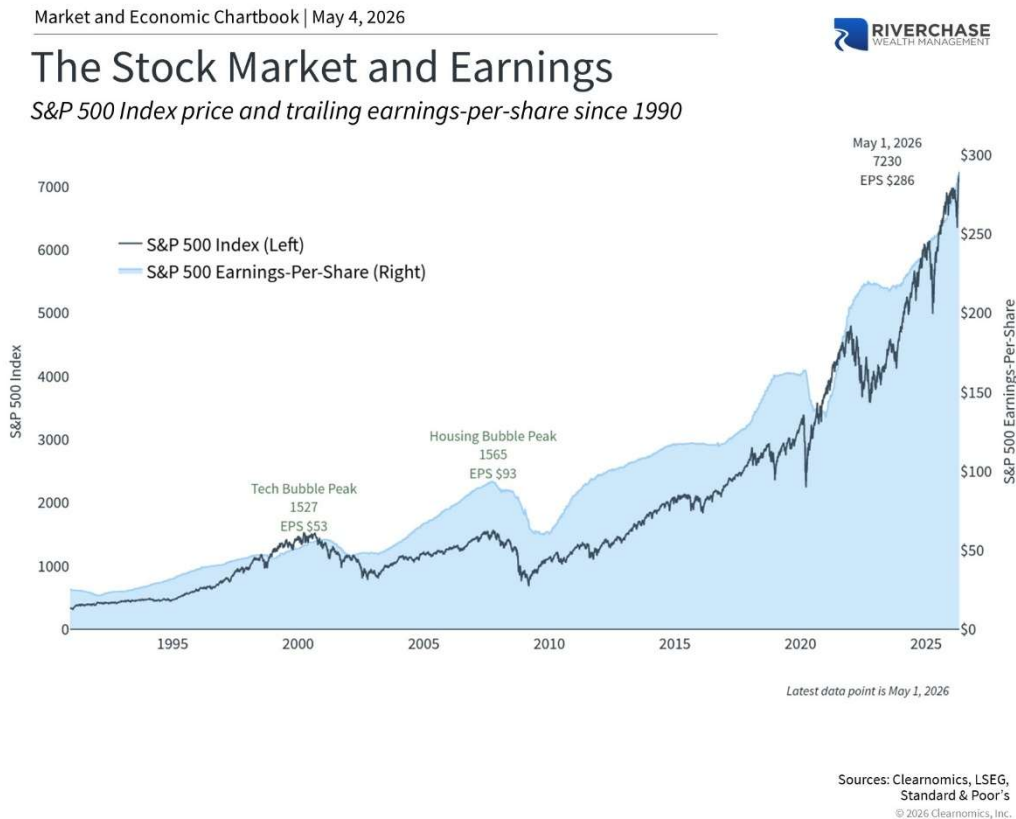 Market and Economic Chartbook | May 4, 2026
RIVERCHASE
WEALTH MANAGEMENT
The Stock Market and Earnings
S&P 500 Index price and trailing earnings-per-share since 1990
May 1, 2026
7230
EPS $286
S&P 500 Index (Left)
S&P 500 Earnings-Per-Share (Right)
Housing Bubble Peak
1565
EPS $93
Tech Bubble Peak
1527
EPS $53
S&P 500 Index
7000
6000
5000
4000
3000
2000
1000
0
$300
$250
$200
$150
$100
$50
$0
S&P 500 Earnings-Per-Share
1995
2000
2005
2010
2015
2020
2025
Latest data point is May 1, 2026
Sources: Clearnomics, LSEG,
Standard & Poor's
© 2026 Clearnomics, Inc.